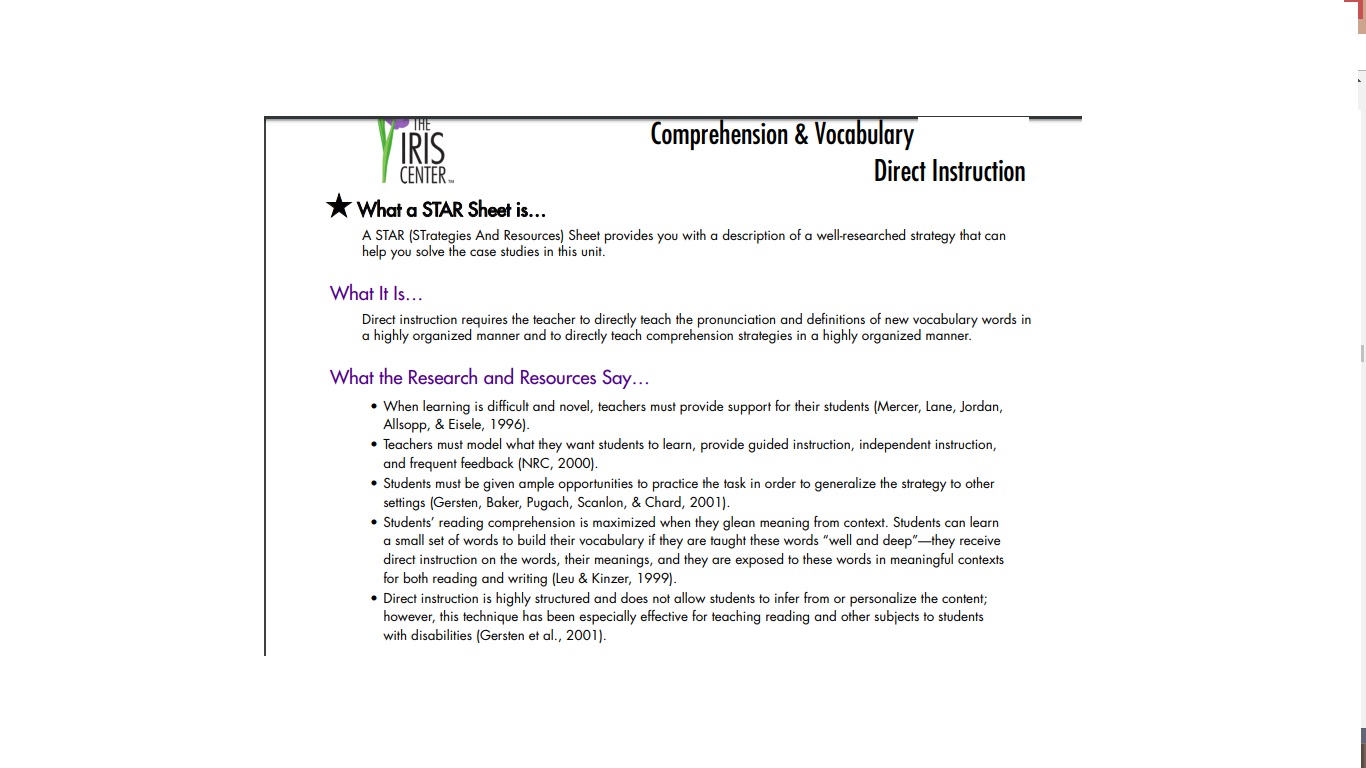 THE
IRIS
CENTER™
Comprehension & Vocabulary
Direct Instruction
What a STAR Sheet is…
A STAR (STrategies And Resources) Sheet provides you with a description of a well-researched strategy that can
help you solve the case studies in this unit.
What It Is…
Direct instruction requires the teacher to directly teach the pronunciation and definitions of new vocabulary words in
a highly organized manner and to directly teach comprehension strategies in a highly organized manner.
What the Research and Resources Say…
• When learning is difficult and novel, teachers must provide support for their students (Mercer, Lane, Jordan,
Allsopp, & Eisele, 1996).
• Teachers must model what they want students to learn, provide guided instruction, independent instruction,
and frequent feedback (NRC, 2000).
• Students must be given ample opportunities to practice the task in order to generalize the strategy to other
settings (Gersten, Baker, Pugach, Scanlon, & Chard, 2001).
• Students’ reading comprehension is maximized when they glean meaning from context. Students can learn
a small set of words to build their vocabulary if they are taught these words “well and deep”—they receive
direct instruction on the words, their meanings, and they are exposed to these words in meaningful contexts
for both reading and writing (Leu & Kinzer, 1999).
• Direct instruction is highly structured and does not allow students to infer from or personalize the content;
however, this technique has been especially effective for teaching reading and other subjects to students
with disabilities (Gersten et al., 2001).